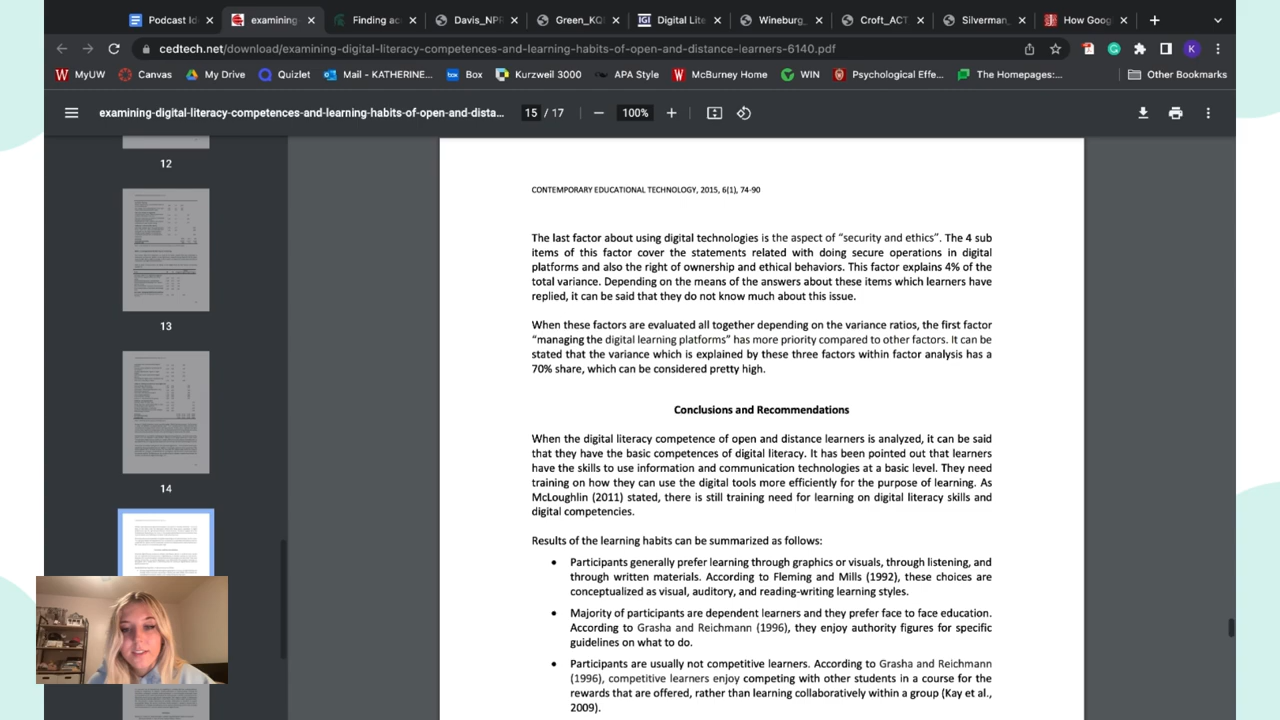 Podcast Id
examining
Finding ac
Davis_NPR
Green_KQ
IGI
Digital Lite
Wineburg_
Croft_ACT
Silverman_
How Goog
cedtech.net/download/examining-digital-literacy-competences-and-learning-habits-of-open-and-distance-learners-6140.pdf
K
MyUW
Canvas
My Drive
Quizlet
Mail - KATHERINE...
box
Box
Kurzweil 3000
APA Style
McBurney Home
WIN
Psychological Effe...
The Homepages:...
Other Bookmarks
examining-digital-literacy-competences-and-learning-habits-of-open-and-dista...
15 / 17
100%
12
13
14
CONTEMPORARY EDUCATIONAL TECHNOLOGY, 2015, 6(1), 74-90
The last factor about using digital technologies is the aspect of "security and ethics". The 4 sub
items of this factor cover the statements related with doing secure operations in digital
platforms and also the right of ownership and ethical behaviors. This factor explains 4% of the
total variance. Depending on the means of the answers about these items which learners have
replied, it can be said that they do not know much about this issue.
When these factors are evaluated all together depending on the variance ratios, the first factor
"managing the digital learning platforms" has more priority compared to other factors. It can be
stated that the variance which is explained by these three factors within factor analysis has a
70% share, which can be considered pretty high.
Conclusions and Recommendations
When the digital literacy competence of open and distance learners is analyzed, it can be said
that they have the basic competences of digital literacy. It has been pointed out that learners
have the skills to use information and communication technologies at a basic level. They need
training on how they can use the digital tools more efficiently for the purpose of learning. As
McLoughlin (2011) stated, there is still training need for learning on digital literacy skills and
digital competencies.
Results of the learning habits can be summarized as follows:
• Participants generally prefer learning through graphics or visuals, through listening, and
through written materials. According to Fleming and Mills (1992), these choices are
conceptualized as visual, auditory, and reading-writing learning styles.
• Majority of participants are dependent learners and they prefer face to face education.
According to Grasha and Reichmann (1996), they enjoy authority figures for specific
guidelines on what to do.
• Participants are usually not competitive learners. According to Grasha and Reichmann
(1996), competitive learners enjoy competing with other students in a course for the
rewards that are offered, rather than learning collaboratively within a group (Kay et al.,
2009).